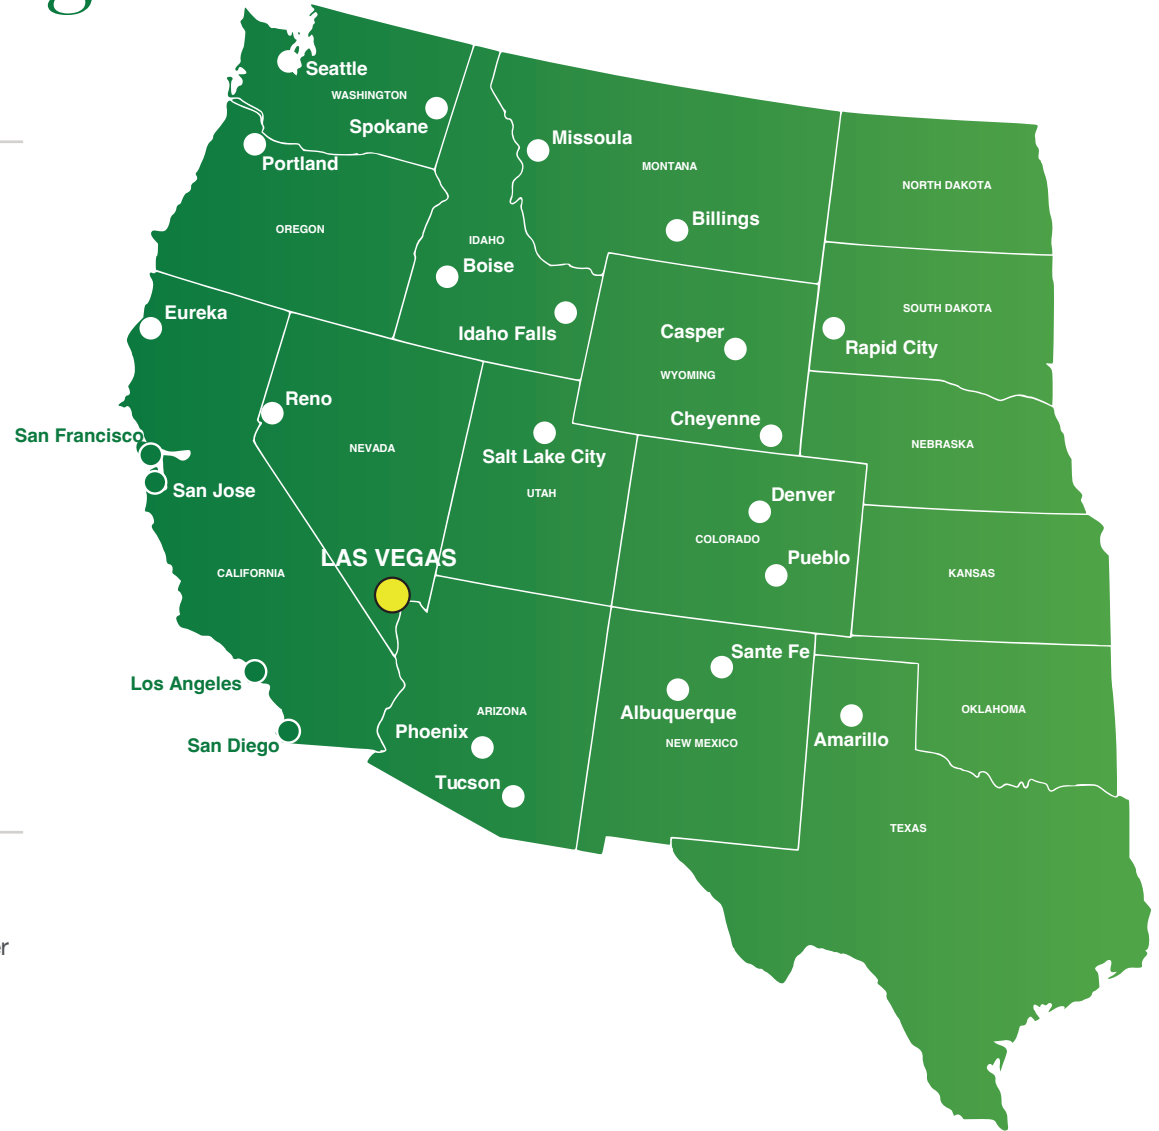 g
Seattle
WASHINGTON
Spokane
Missoula
Portland
MONTANA
NORTH DAKOTA
Billings
OREGON
IDAHO
Boise
Eureka
SOUTH DAKOTA
Idaho Falls
Casper
Rapid City
WYOMING
Reno
Cheyenne
San Francisco
NEVADA
Salt Lake City
NEBRASKA
San Jose
UTAH
Denver
COLORADO
LAS VEGAS
Pueblo
CALIFORNIA
KANSAS
Sante Fe
Los Angeles
ARIZONA
Albuquerque
OKLAHOMA
Phoenix
NEW MEXICO
Amarillo
San Diego
Tucson
TEXAS